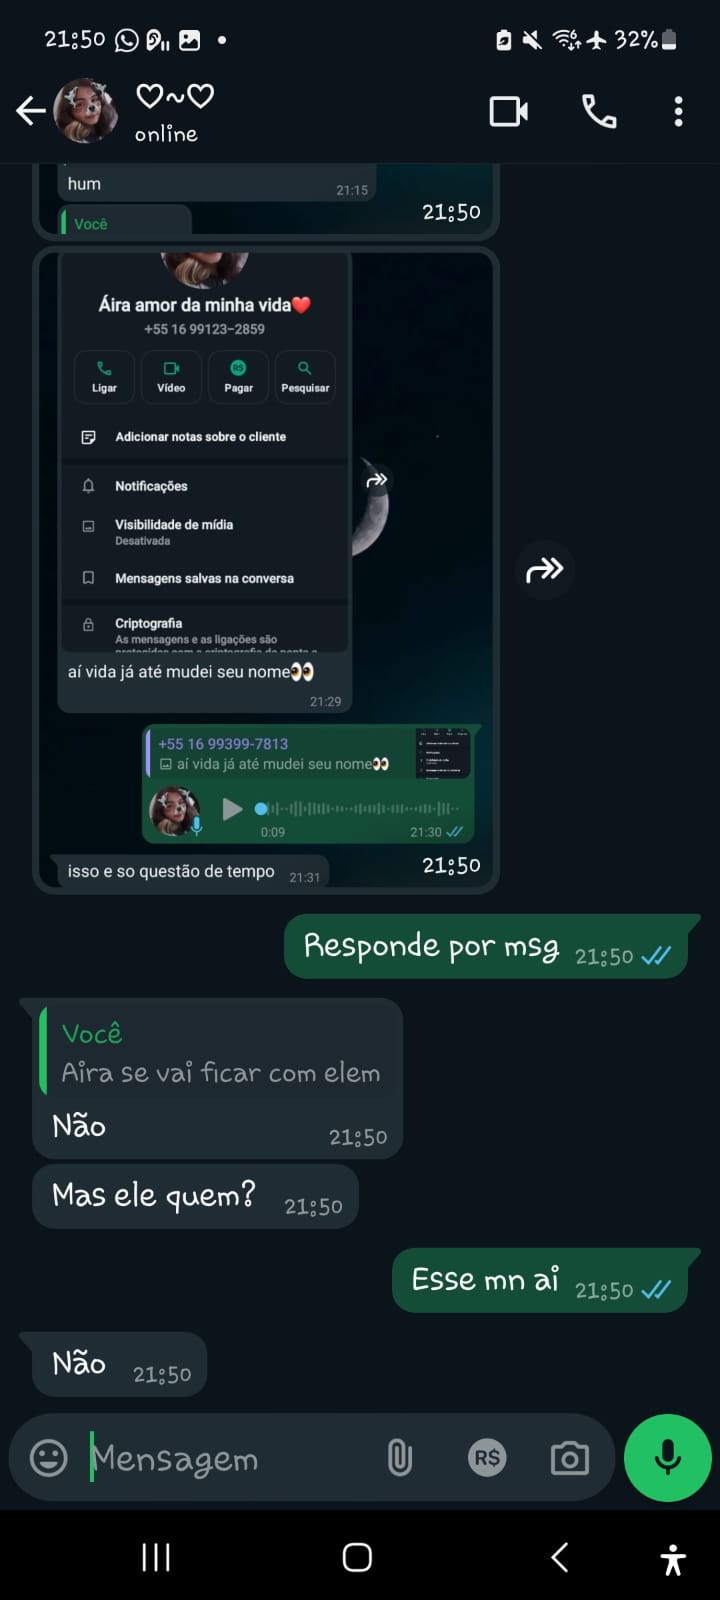 21:50
32%
♡~♡
online
hum
21:15
Você
21:50
Áira amor da minha vida❤️
+55 16 99123-2859
Ligar Vídeo Pagar Pesquisar
Adicionar notas sobre o cliente
Notificações
Visibilidade de mídia
Desativada
Mensagens salvas na conversa
Criptografia
As mensagens e as ligações são
aí vida já até mudei seu nome👀
21:29
+55 16 99399-7813
aí vida já até mudei seu nome👀
0:09 21:30
isso e so questão de tempo 21:31
21:50
Responde por msg 21:50
Você
Aira se vai ficar com elem
Não
21:50
Mas ele quem? 21:50
Esse mn ai 21:50
Não 21:50
Mensagem
R$